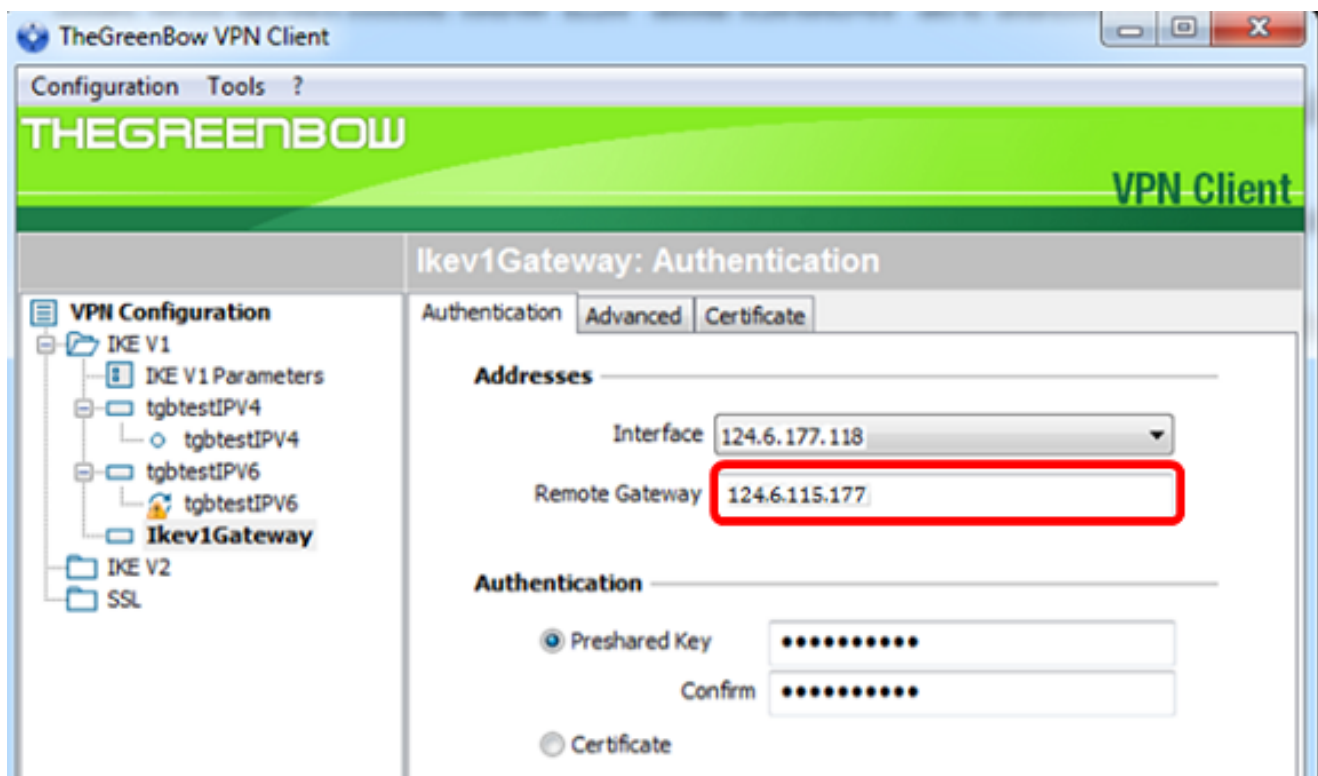 TheGreenBow VPN Client
Configuration Tools ?
THEGREENBOW
VPN Client
Ikev1Gateway: Authentication
VPN Configuration
IKE V1
IKE V1 Parameters
tgbtestIPV4
tgbtestIPV4
tgbtestIPV6
tgbtestIPV6
Ikev1Gateway
IKE V2
SSL
Authentication Advanced Certificate
Addresses
Interface 124.6.177.118
Remote Gateway 124.6.115.177
Authentication
Preshared Key ••••••••••
Confirm ••••••••••
Certificate